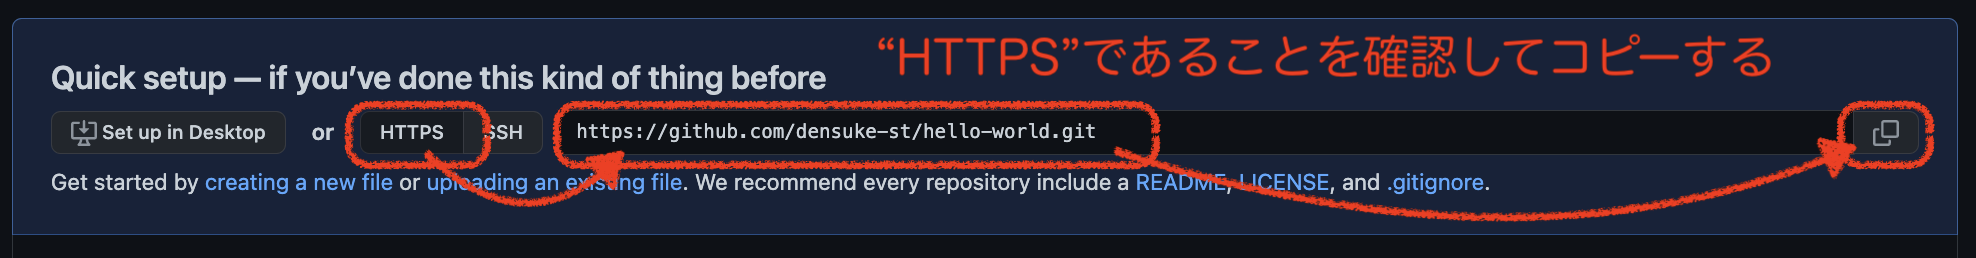 “HTTPS”であることを確認してコピーする
Quick setup — if you’ve done this kind of thing before
Set up in Desktop or HTTPS SSH https://github.com/densuke-st/hello-world.git
Get started by creating a new file or uploading an existing file. We recommend every repository include a README, LICENSE, and .gitignore.